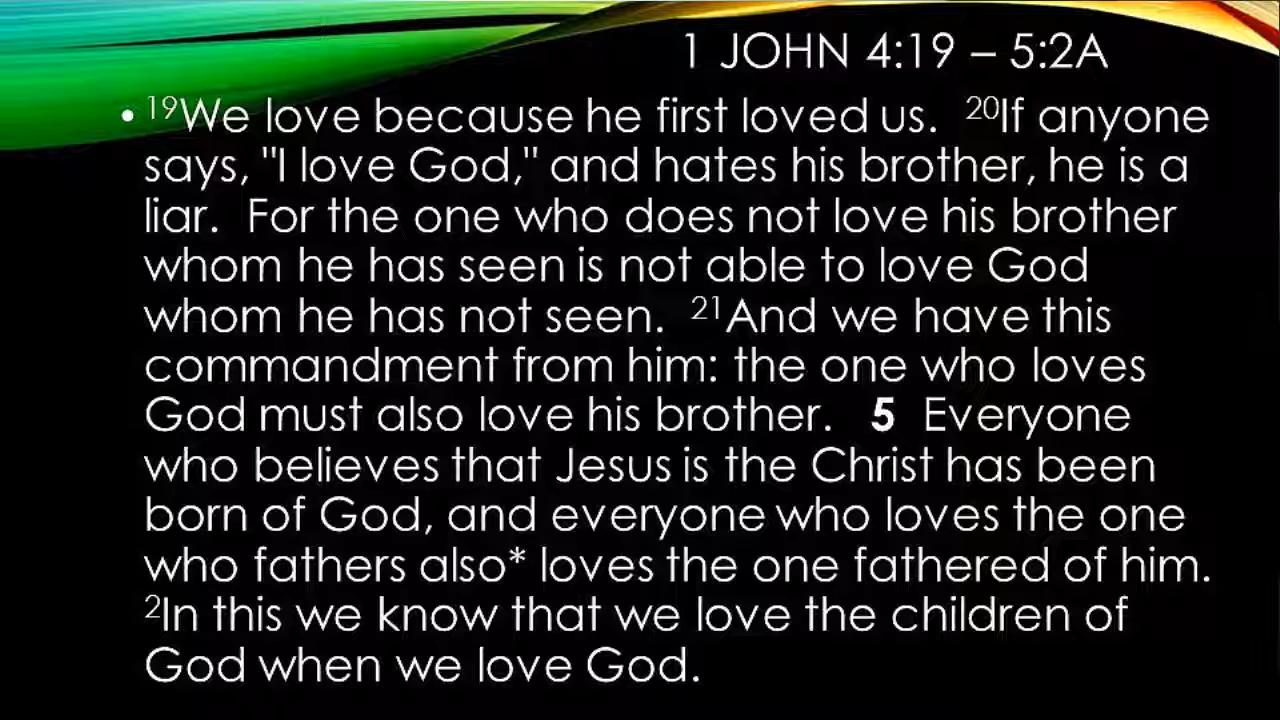 1 JOHN 4:19 – 5:2A
• 19We love because he first loved us. 20If anyone
says, "I love God," and hates his brother, he is a
liar. For the one who does not love his brother
whom he has seen is not able to love God
whom he has not seen. 21And we have this
commandment from him: the one who loves
God must also love his brother. 5 Everyone
who believes that Jesus is the Christ has been
born of God, and everyone who loves the one
who fathers also* loves the one fathered of him.
2In this we know that we love the children of
God when we love God.